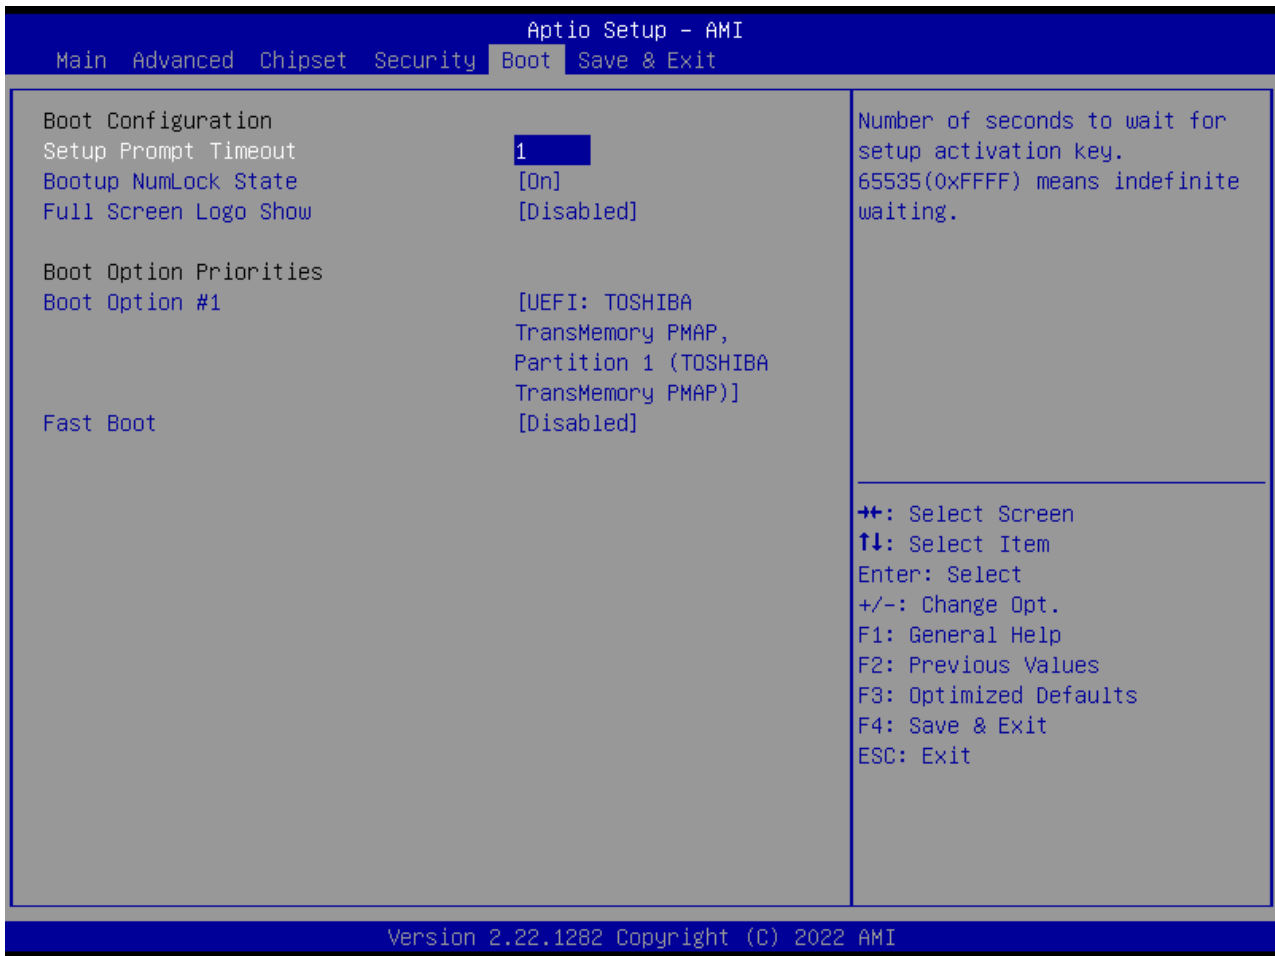 Aptio Setup – AMI
Main Advanced Chipset Security Boot Save & Exit
Boot Configuration
Setup Prompt Timeout 1
Bootup NumLock State [On]
Full Screen Logo Show [Disabled]
Boot Option Priorities
Boot Option #1 [UEFI: TOSHIBA
TransMemory PMAP,
Partition 1 (TOSHIBA
TransMemory PMAP)]
Fast Boot [Disabled]
Number of seconds to wait for
setup activation key.
65535(0xFFFF) means indefinite
waiting.
→←: Select Screen
↑↓: Select Item
Enter: Select
+/-: Change Opt.
F1: General Help
F2: Previous Values
F3: Optimized Defaults
F4: Save & Exit
ESC: Exit
Version 2.22.1282 Copyright (C) 2022 AMI